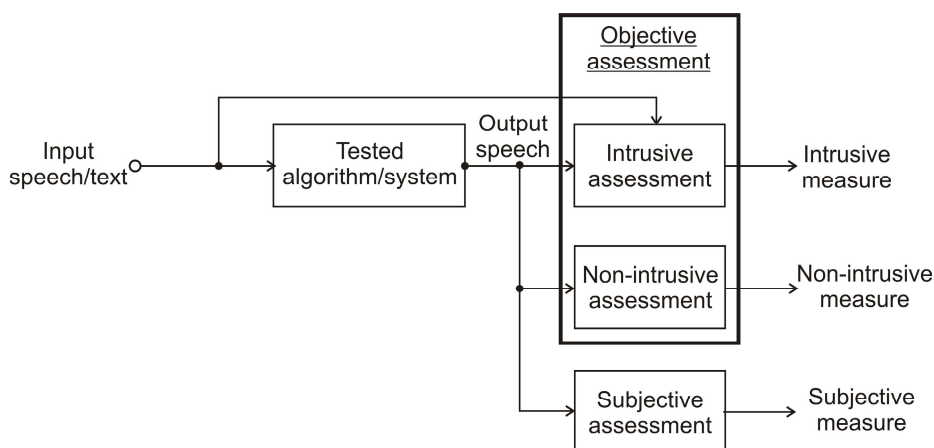 Objective
assessment
Input
speech/text
Tested
algorithm/system
Output
speech
Intrusive
assessment
Intrusive
measure
Non-intrusive
assessment
Non-intrusive
measure
Subjective
assessment
Subjective
measure